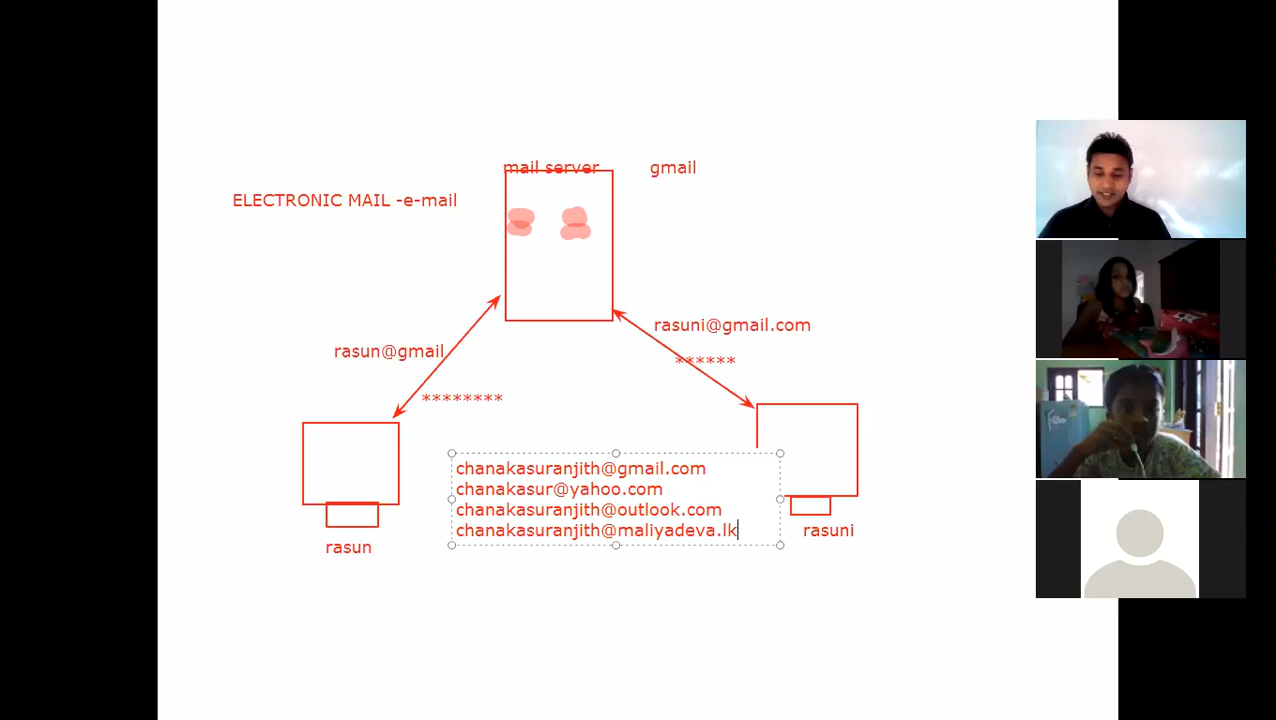 mail server
gmail
ELECTRONIC MAIL -e-mail
rasuni@gmail.com
rasun@gmail
******
********
chanakasuranjith@gmail.com
chanakasur@yahoo.com
chanakasuranjith@outlook.com
chanakasuranjith@maliyadeva.lk
rasuni
rasun